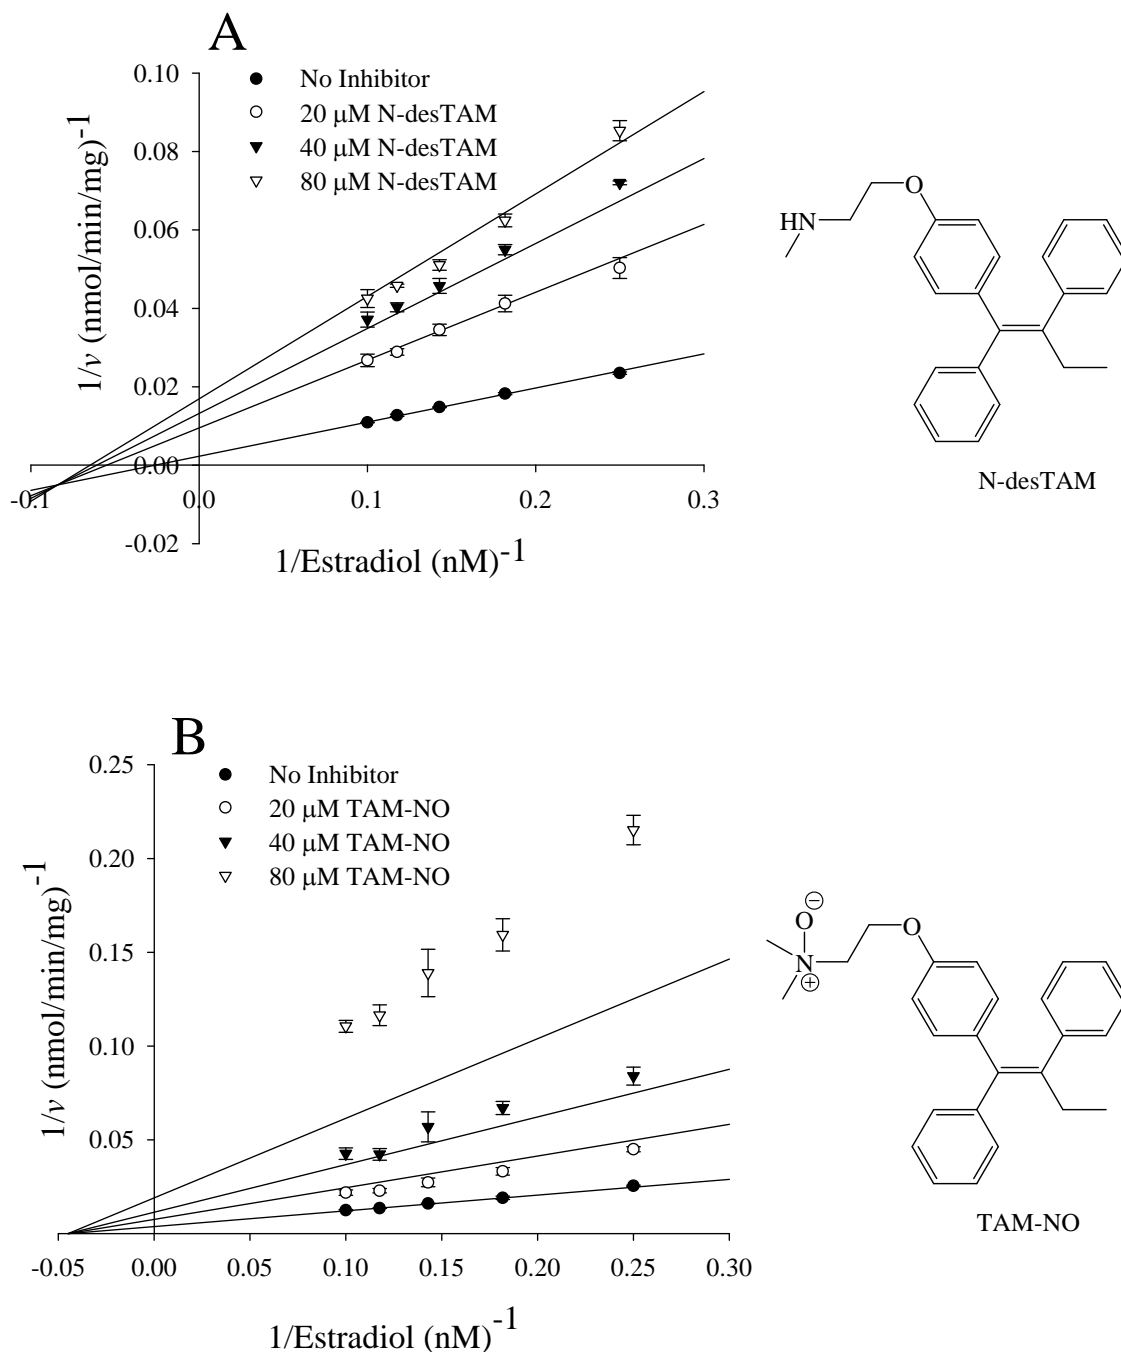 A
0.10
0.08
0.06
0.04
0.02
0.00
-0.02
1/v (nmol/min/mg)-1
No Inhibitor
20 μM N-desTAM
40 μM N-desTAM
80 μM N-desTAM
-0.1
0.0
0.1
0.2
0.3
1/Estradiol (nM)-1
O
HN
N-desTAM
B
0.25
0.20
0.15
0.10
0.05
1/v (nmol/min/mg)-1
No Inhibitor
20 μM TAM-NO
40 μM TAM-NO
80 μM TAM-NO
-0.05
0.00
0.05
0.10
0.15
0.20
0.25
0.30
1/Estradiol (nM)-1
O
−
O
N
+
TAM-NO